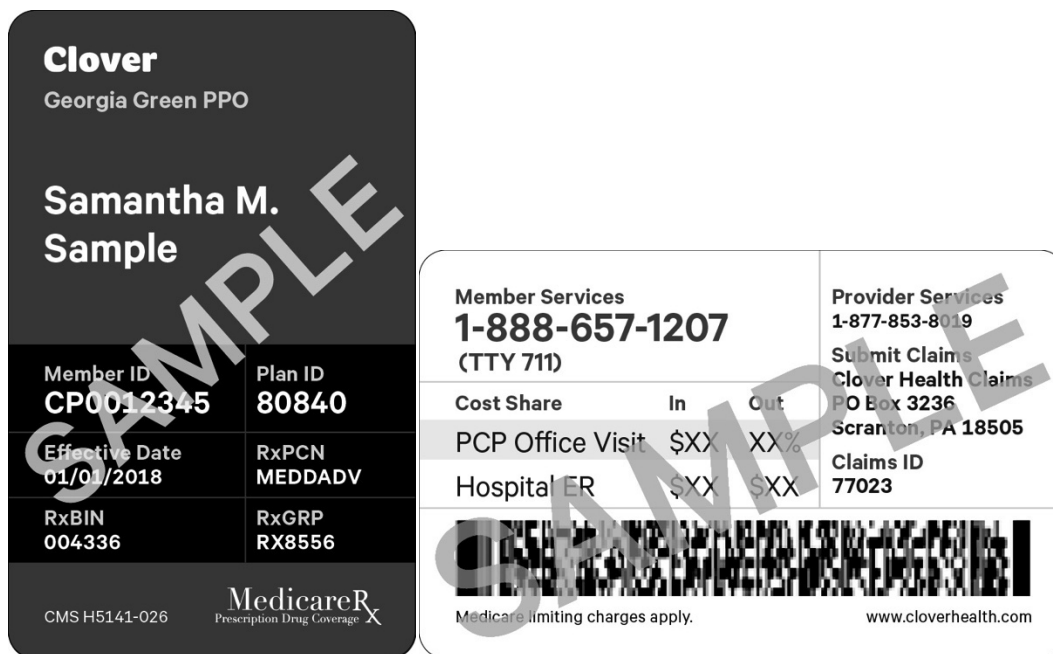 Clover
Georgia Green PPO
Samantha M.
Sample
SAMPLE
Member ID
CP0012345
Plan ID
80840
Effective Date
01/01/2018
RxPCN
MEDDADV
RxBIN
004336
RxGRP
RX8556
CMS H5141-026
MedicareRx
Prescription Drug Coverage
Member Services
1-888-657-1207
(TTY 711)
Cost Share In Out
PCP Office Visit $XX XX%
Hospital ER $XX $XX
Provider Services
1-877-853-8019
Submit Claims
Clover Health Claims
PO Box 3236
Scranton, PA 18505
Claims ID
77023
SAMPLE
Medicare limiting charges apply.
www.cloverhealth.com